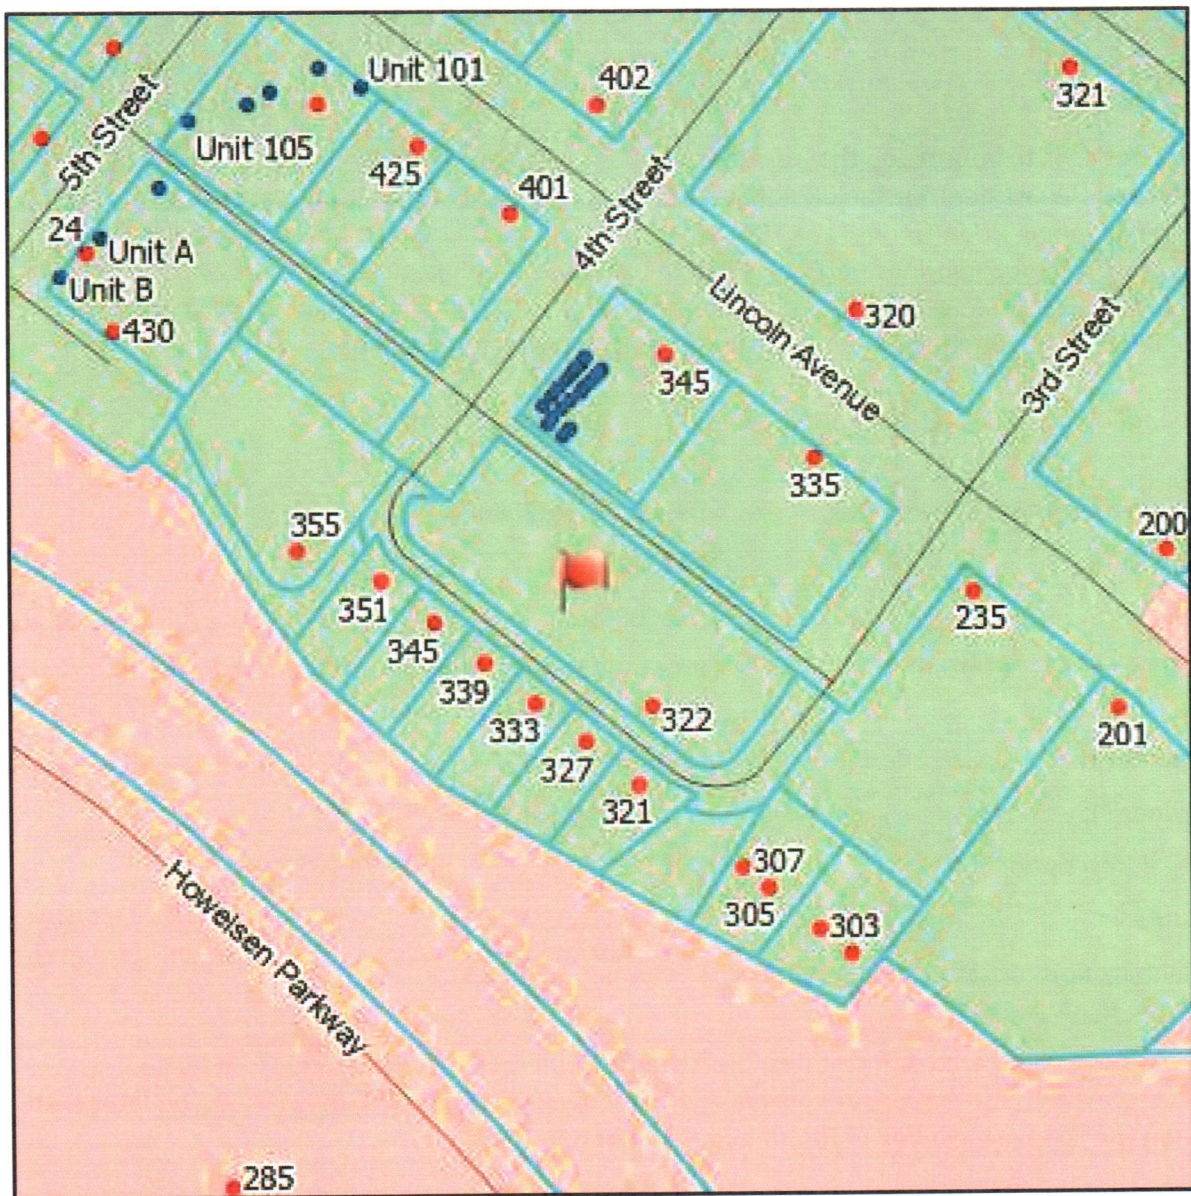 Unit 101
402
321
5th Street
Unit 105
425
401
4th Street
24
Unit A
Unit B
430
Lincoln Avenue
320
3rd Street
345
335
200
355
351
345
339
333
327
321
322
235
201
307
305
303
Howelsen Parkway
285